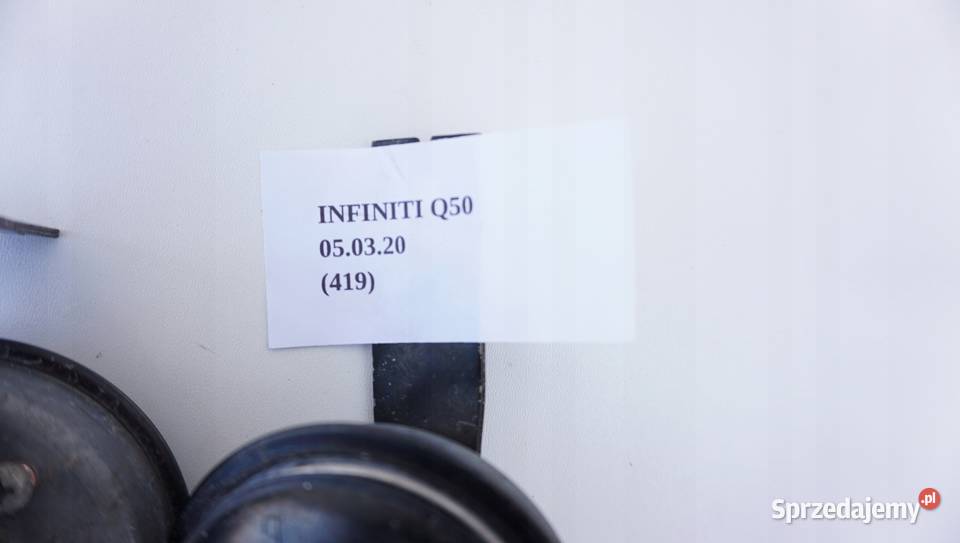 INFINITI Q50
05.03.20
(419)
Sprzedajemy.pl